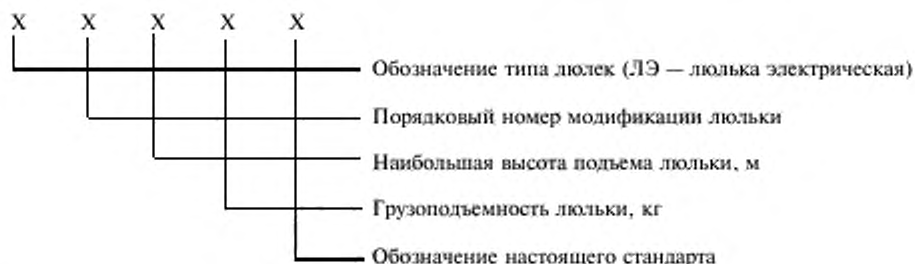 X X X X X
Обозначение типа люлек (ЛЭ — люлька электрическая)
Порядковый номер модификации люльки
Наибольшая высота подъема люльки, м
Грузоподъемность люльки, кг
Обозначение настоящего стандарта